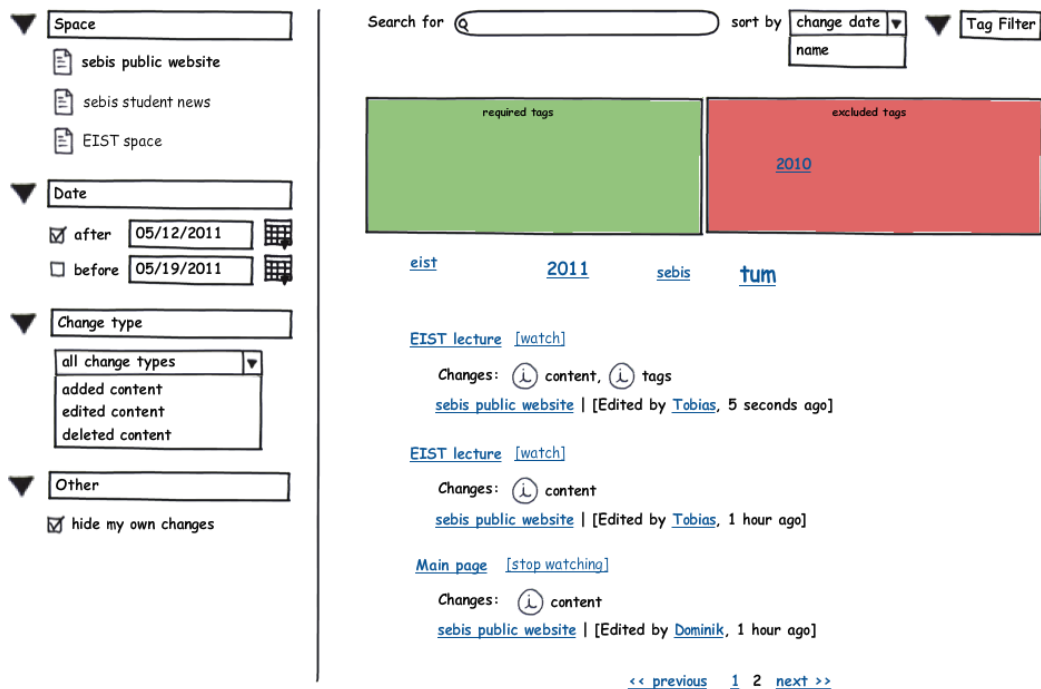 Space
sebis public website
sebis student news
EIST space
Date
after 05/12/2011
before 05/19/2011
Change type
all change types
added content
edited content
deleted content
Other
hide my own changes
Search for sort by change date Tag Filter
name
required tags
excluded tags
2010
eist 2011 sebis tum
EIST lecture [watch]
Changes: i content, i tags
sebis public website | [Edited by Tobias, 5 seconds ago]
EIST lecture [watch]
Changes: i content
sebis public website | [Edited by Tobias, 1 hour ago]
Main page [stop watching]
Changes: i content
sebis public website | [Edited by Dominik, 1 hour ago]
<< previous 1 2 next >>